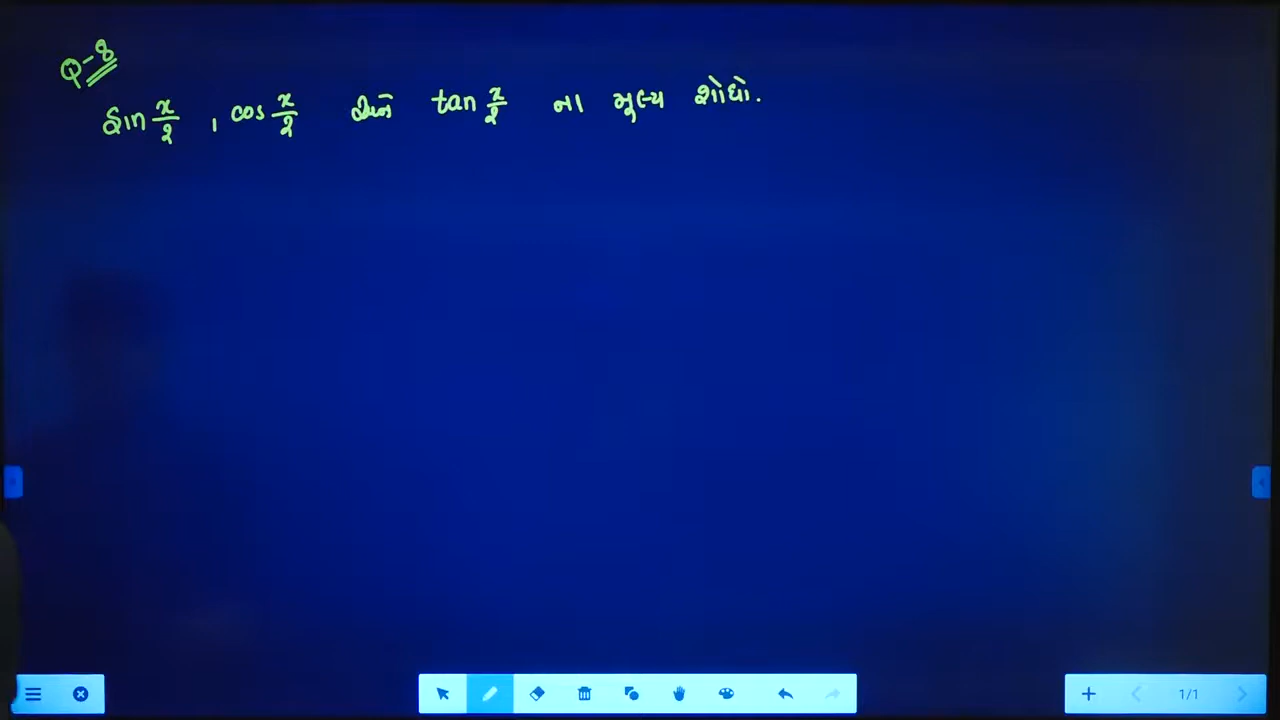 Q-8
sin x/2 , cos x/2 અને tan x/2 ના મૂલ્ય શોધો.
1/1